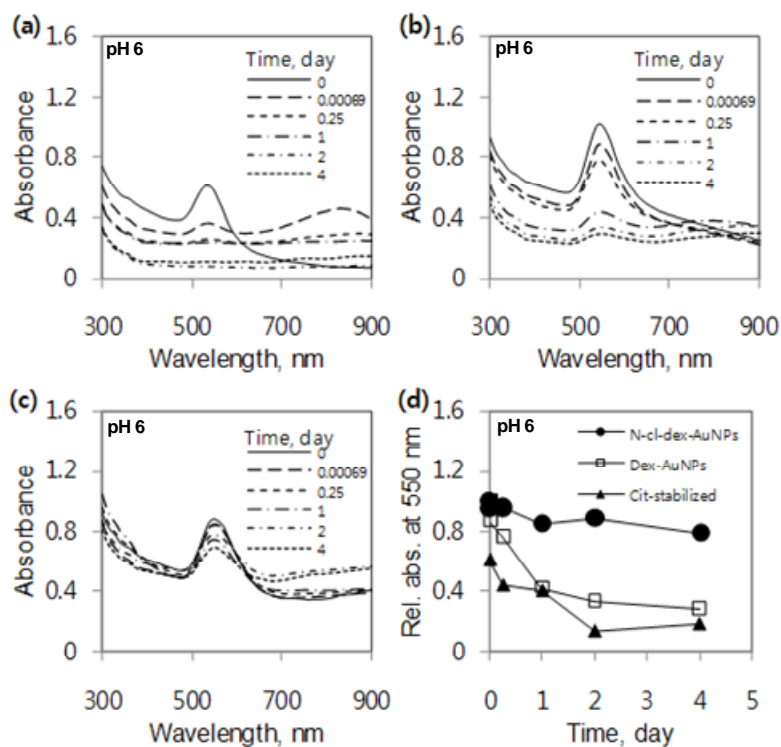 (a)
pH 6
Time, day
0
0.00069
0.25
1
2
4
1.6
1.2
0.8
0.4
0
Absorbance
300 500 700 900
Wavelength, nm
(b)
pH 6
Time, day
0
0.00069
0.25
1
2
4
1.6
1.2
0.8
0.4
0
Absorbance
300 500 700 900
Wavelength, nm
(c)
pH 6
Time, day
0
0.00069
0.25
1
2
4
1.6
1.2
0.8
0.4
0
Absorbance
300 500 700 900
Wavelength, nm
(d)
pH 6
N-cl-dex-AuNPs
Dex-AuNPs
Cit-stabilized
1.6
1.2
0.8
0.4
0
Rel. abs. at 550 nm
0 1 2 3 4 5
Time, day